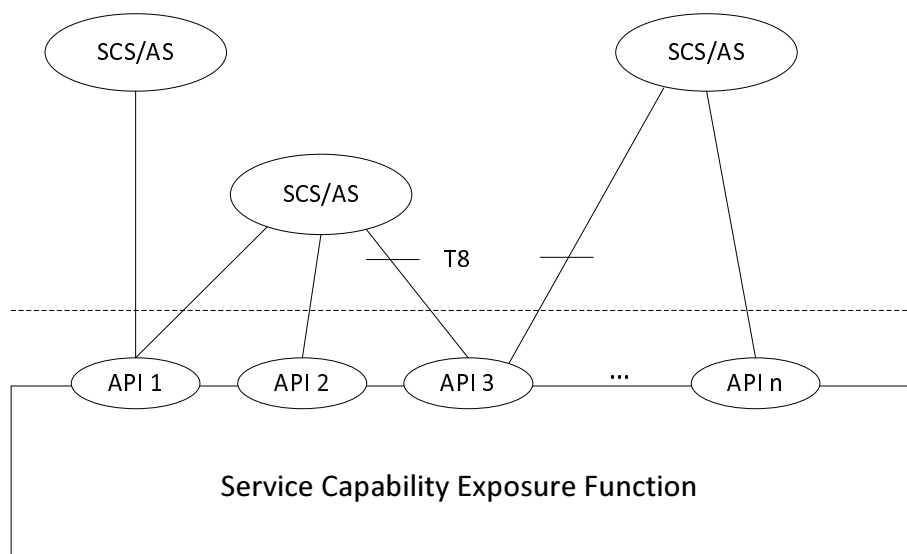 SCS/AS
SCS/AS
SCS/AS
T8
API 1
API 2
API 3
...
API n
Service Capability Exposure Function